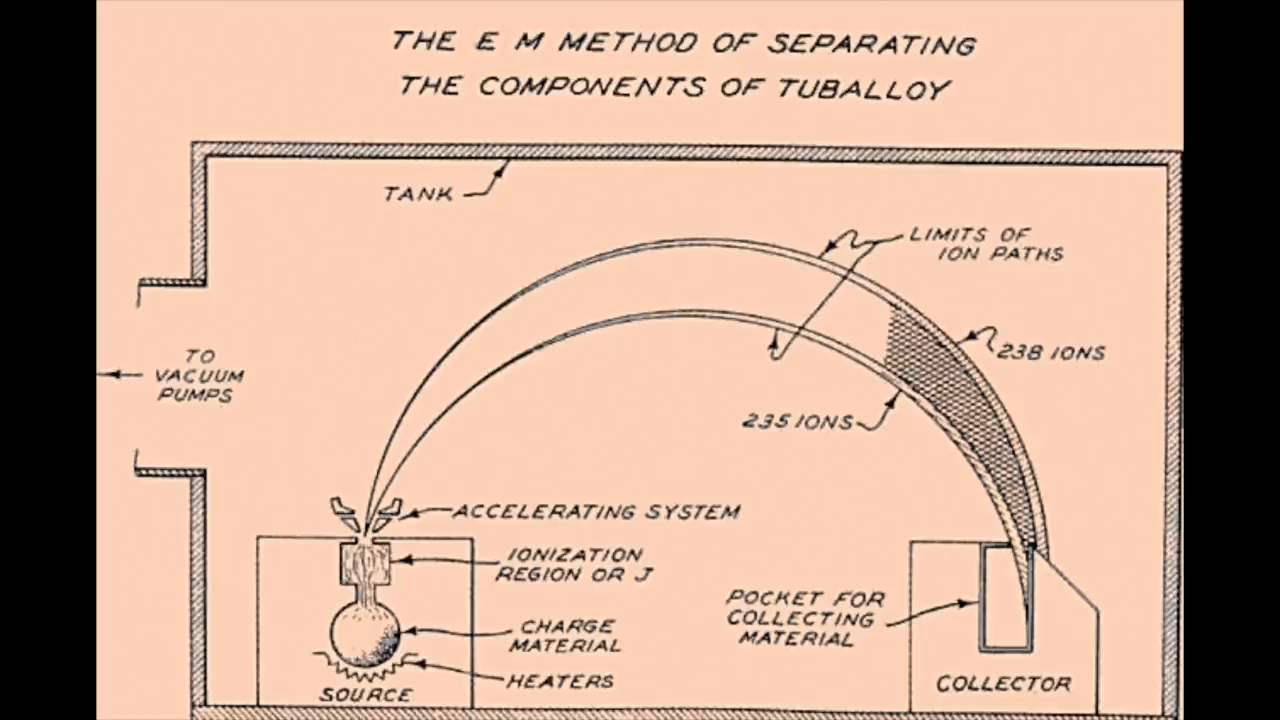 THE E M METHOD OF SEPARATING
THE COMPONENTS OF TUBALLOY
TANK
LIMITS OF
ION PATHS
238 IONS
TO
VACUUM
PUMPS
235 IONS
ACCELERATING SYSTEM
IONIZATION
REGION OR J
POCKET FOR
COLLECTING
MATERIAL
CHARGE
MATERIAL
HEATERS
SOURCE
COLLECTOR